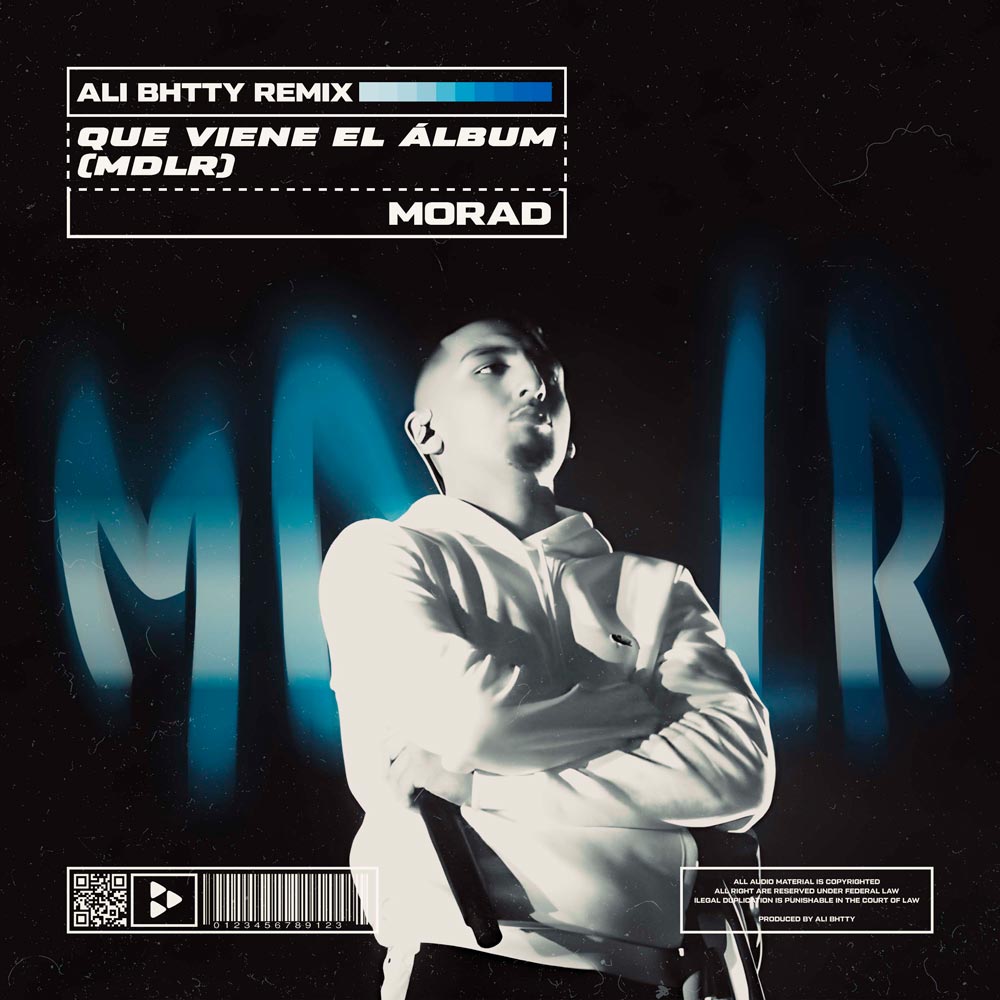 ALI BHTTY REMIX
QUE VIENE EL ÁLBUM
(MDLR)
MORAD
MDLR
0123456789123
ALL AUDIO MATERIAL IS COPYRIGHTED
ALL RIGHT ARE RESERVED UNDER FEDERAL LAW
ILEGAL DUPLICATION IS PUNISHABLE IN THE COURT OF LAW
PRODUCED BY ALI BHTTY